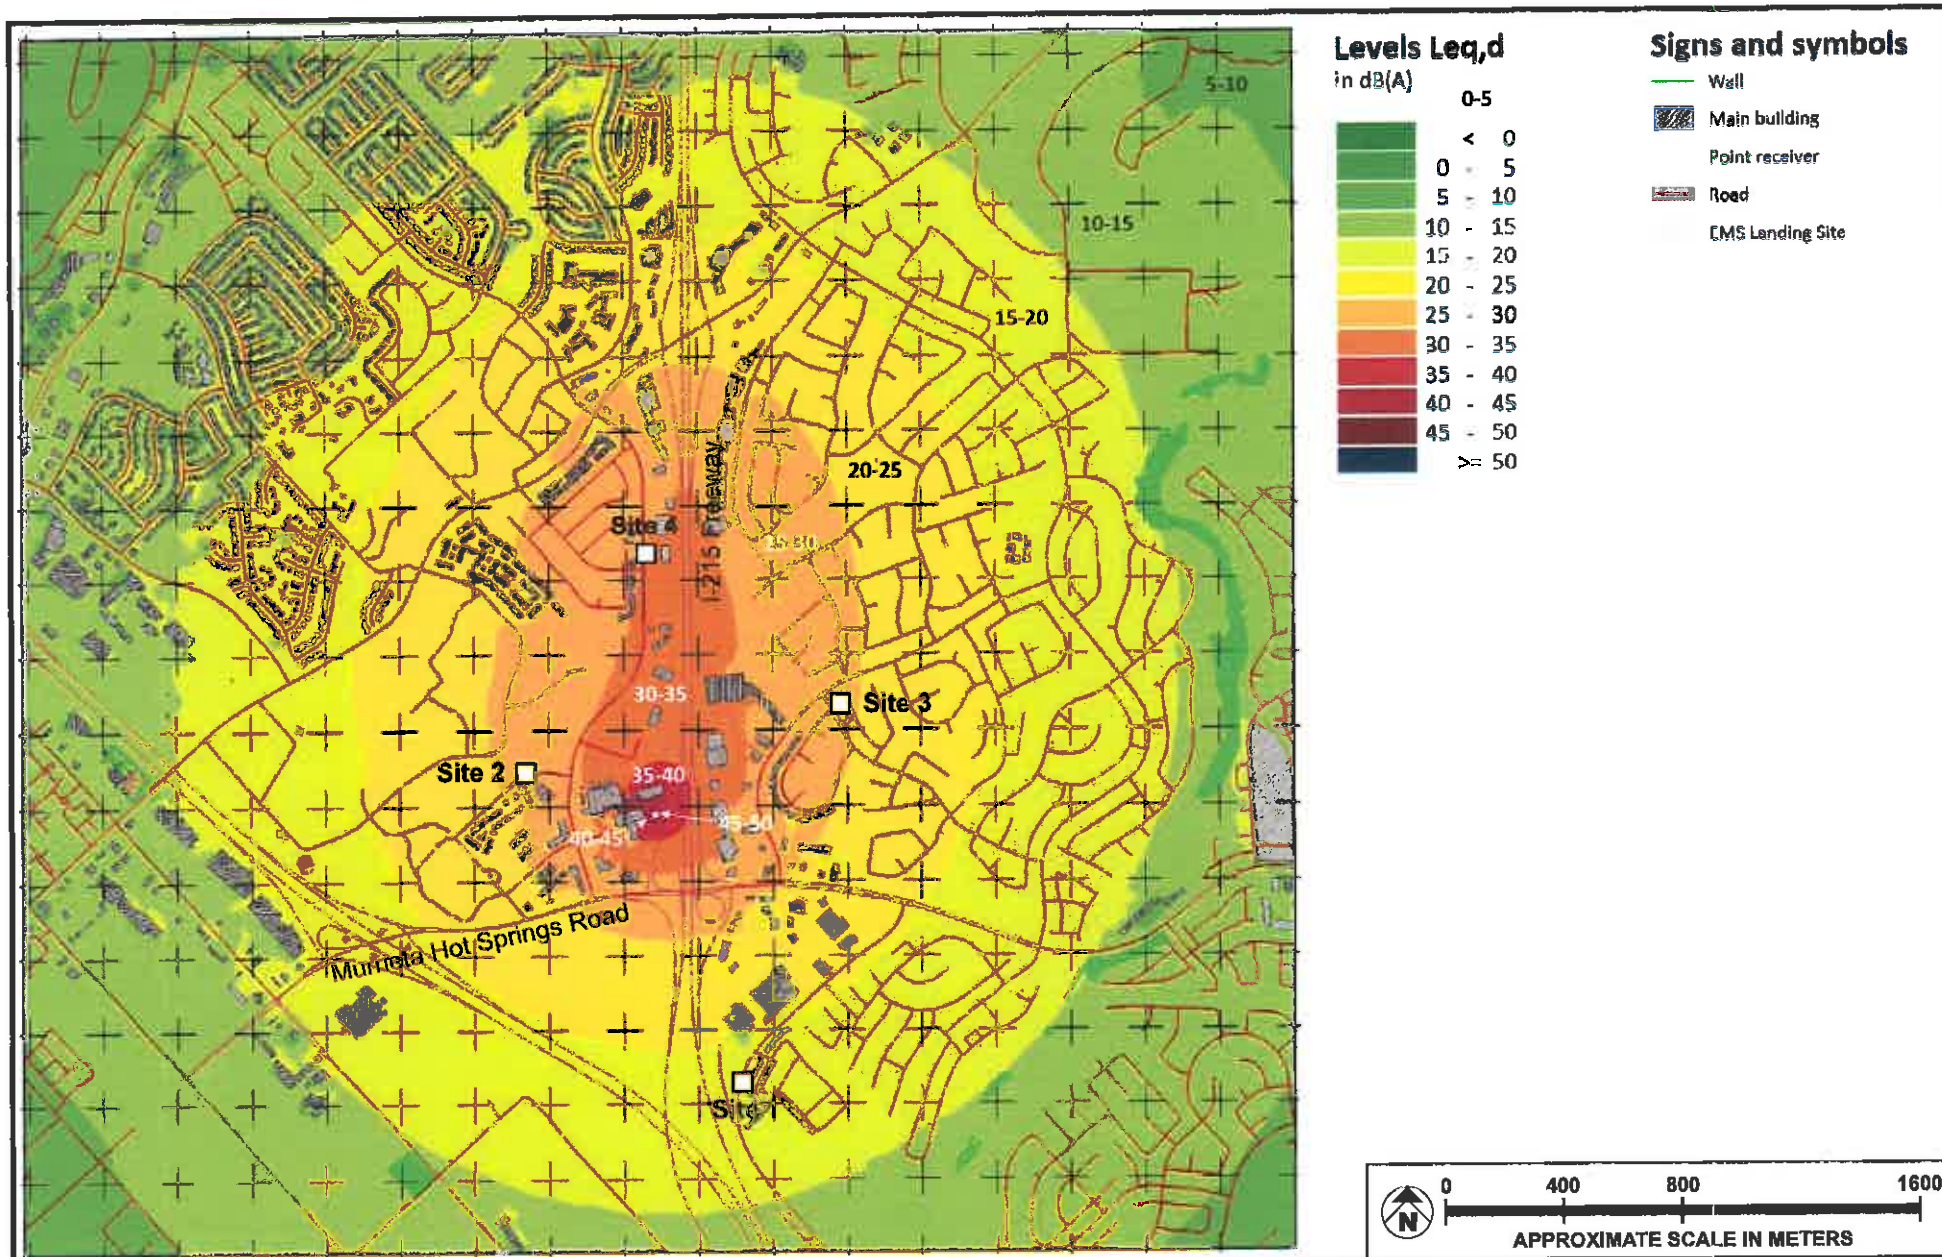 Levels Leq,d
in dB(A)
0-5
< 0
0 - 5
5 - 10
10 - 15
15 - 20
20 - 25
25 - 30
30 - 35
35 - 40
40 - 45
45 - 50
>= 50
Signs and symbols
Wall
Main building
Point receiver
Road
EMS Landing Site
5-10
10-15
15-20
20-25
Site 4
I-215 Freeway
30-35
Site 3
35-40
Site 2
45-50
40-45
Hot Springs Road
N
0 400 800 1600
APPROXIMATE SCALE IN METERS